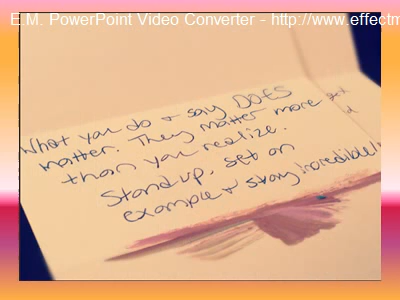 E.M. PowerPoint Video Converter - http://www.effectm
What you do & say DOES
matter. They matter more
than you realize.
Stand up, set an
example & stay incredible!